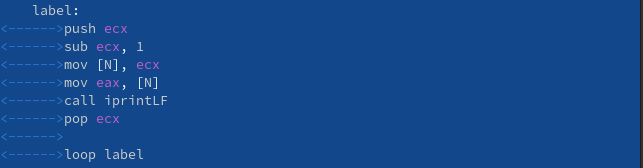 label:
<------>push ecx
<------>sub ecx, 1
<------>mov [N], ecx
<------>mov eax, [N]
<------>call iprintLF
<------>pop ecx
<------>
<------>loop label